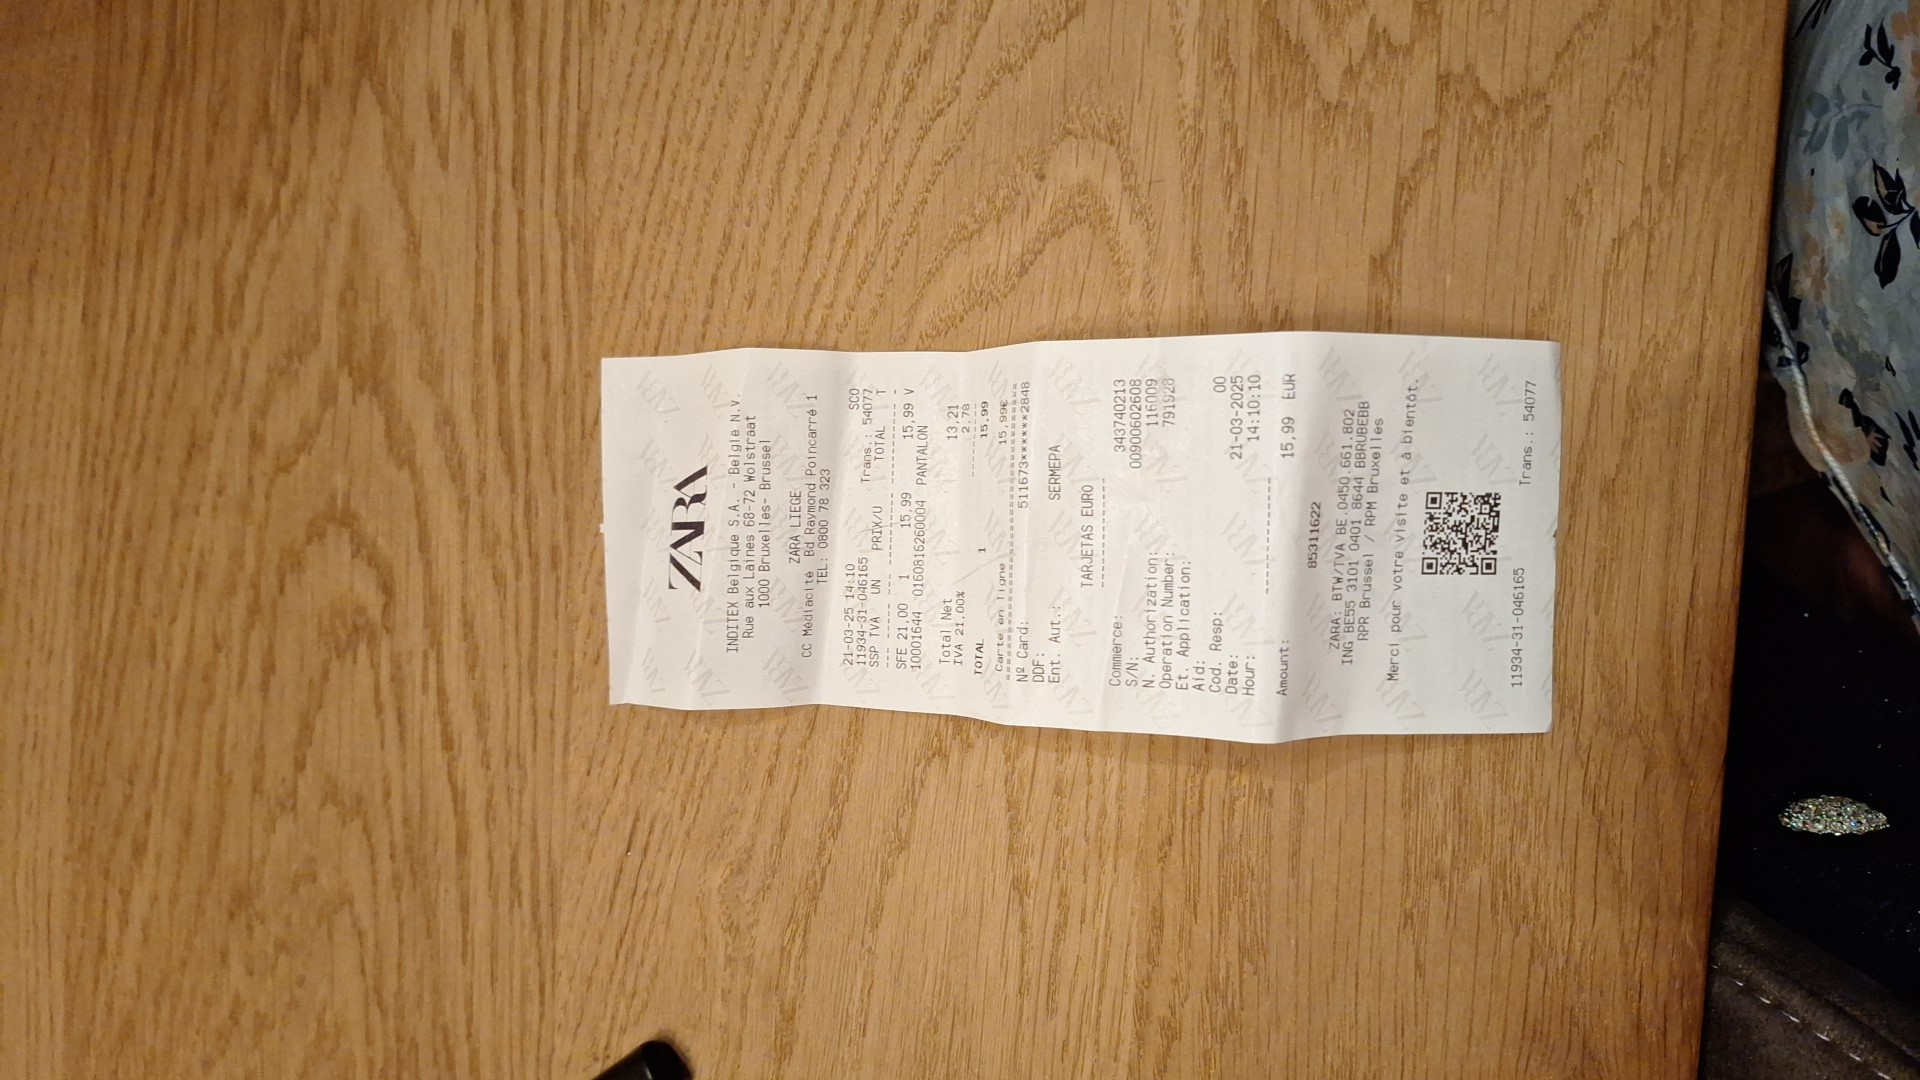 ZARA
INDITEX Belgique S.A. - Belgie N.V.
Rue aux Laines 68-72 Wolstraat
1000 Bruxelles- Brussel
ZARA LIEGE
CC Médiacité Bd Raymond Poincarré 1
TEL: 0800 78 323
21-03-25 14:10 SCO
11934-31-046165 Trans.: 54077
SSP TVA UN PRIX/U TOTAL T
SFE 21,00 1 15,99 15,99 V
10001644 01608162600​04 PANTALON
Total Net 13,21
IVA 21.00% 2,78
TOTAL 1 15,99
Carte en ligne 15,99€
Nº Card: 511673******2848
DDF:
Ent. Aut.: SERMEPA
TARJETAS EURO
Commerce: 343740213
S/N: 0090060​2608
N. Authorization: 116009
Operation Number: 791928
Et. Application:
Aid:
Cod. Resp: 00
Date: 21-03-2025
Hour: 14:10:10
Amount: 15,99 EUR
85311622
ZARA: BTW/TVA BE.0450.661.802
ING BE55 3101 0401 8644 BBRUBEBB
RPR Brussel / RPM Bruxelles
Merci pour votre visite et à bientôt.
11934-31-046165 Trans.: 54077